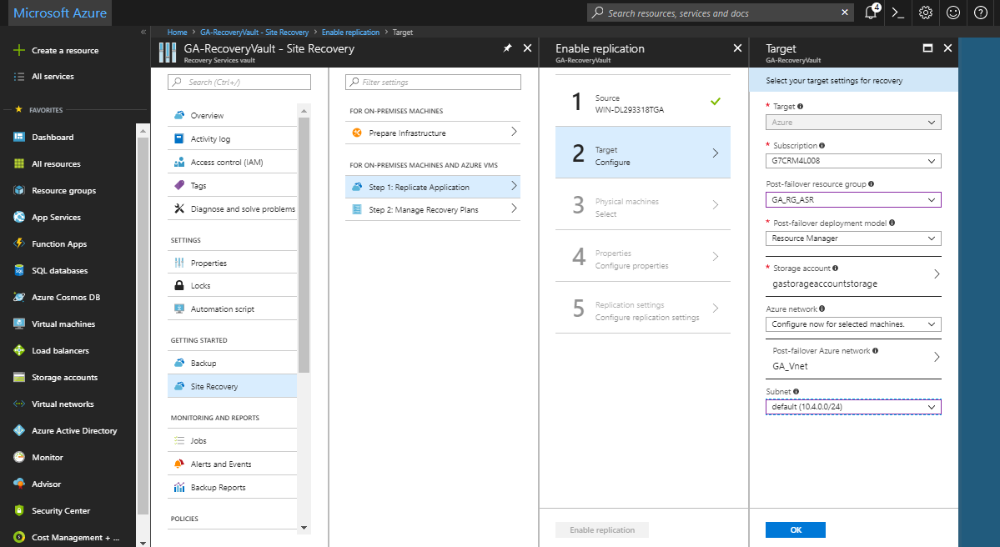 Microsoft Azure
Search resources, services and docs
4
Create a resource
All services
FAVORITES
Dashboard
All resources
Resource groups
App Services
Function Apps
SQL databases
Azure Cosmos DB
Virtual machines
Load balancers
Storage accounts
Virtual networks
Azure Active Directory
Monitor
Advisor
Security Center
Cost Management + ...
Home > GA-RecoveryVault - Site Recovery > Enable replication > Target
GA-RecoveryVault - Site Recovery
Recovery Services vault
Search (Ctrl+/)
Overview
Activity log
Access control (IAM)
Tags
Diagnose and solve problems
SETTINGS
Properties
Locks
Automation script
GETTING STARTED
Backup
Site Recovery
MONITORING AND REPORTS
Jobs
Alerts and Events
Backup Reports
POLICIES
Filter settings
FOR ON-PREMISES MACHINES
Prepare Infrastructure
FOR ON-PREMISES MACHINES AND AZURE VMS
Step 1: Replicate Application
Step 2: Manage Recovery Plans
Enable replication
GA-RecoveryVault
1
Source
WIN-DL293318TGA
2
Target
Configure
3
Physical machines
Select
4
Properties
Configure properties
5
Replication settings
Configure replication settings
Enable replication
Target
GA-RecoveryVault
Select your target settings for recovery
* Target
Azure
* Subscription
G7CRM4L008
Post-failover resource group
GA_RG_ASR
* Post-failover deployment model
Resource Manager
* Storage account
gastorageaccountstorage
Azure network
Configure now for selected machines.
Post-failover Azure network
GA_Vnet
Subnet
default (10.4.0.0/24)
OK